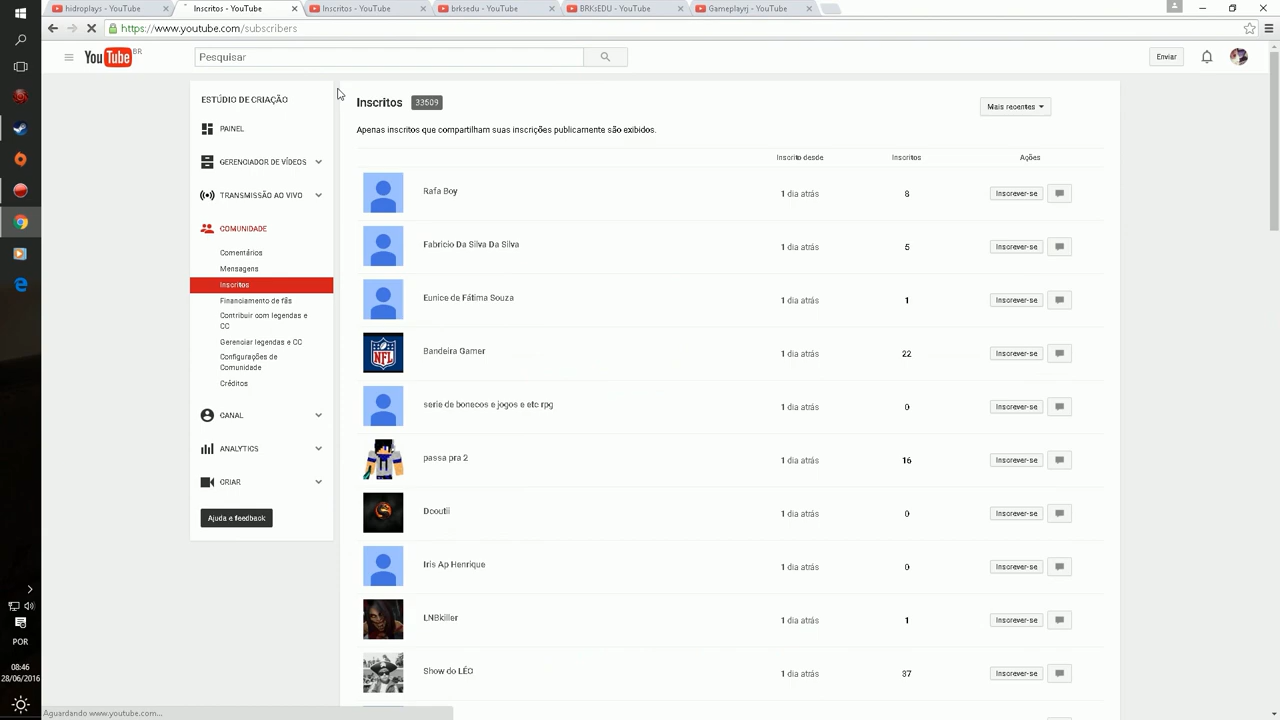 hidroplays - YouTube
Inscritos - YouTube
Inscritos - YouTube
brksedu - YouTube
BRKsEDU - YouTube
Gameplayrj - YouTube
https://www.youtube.com/subscribers
YouTube BR
Pesquisar
Enviar
ESTÚDIO DE CRIAÇÃO
PAINEL
GERENCIADOR DE VÍDEOS
TRANSMISSÃO AO VIVO
COMUNIDADE
Comentários
Mensagens
Inscritos
Financiamento de fãs
Contribuir com legendas e
CC
Gerenciar legendas e CC
Configurações de
Comunidade
Créditos
CANAL
ANALYTICS
CRIAR
Ajuda e feedback
Inscritos 33609
Mais recentes
Apenas inscritos que compartilham suas inscrições publicamente são exibidos.
Inscrito desde Inscritos Ações
Rafa Boy 1 dia atrás 8 Inscrever-se
Fabricio Da Silva Da Silva 1 dia atrás 5 Inscrever-se
Eunice de Fátima Souza 1 dia atrás 1 Inscrever-se
Bandeira Gamer 1 dia atrás 22 Inscrever-se
serie de bonecos e jogos e etc rpg 1 dia atrás 0 Inscrever-se
passa pra 2 1 dia atrás 16 Inscrever-se
Dcoutii 1 dia atrás 0 Inscrever-se
Iris Ap Henrique 1 dia atrás 0 Inscrever-se
LNBkiller 1 dia atrás 1 Inscrever-se
Show do LÉO 1 dia atrás 37 Inscrever-se
NFL
POR
08:46
28/06/2016
Aguardando www.youtube.com...